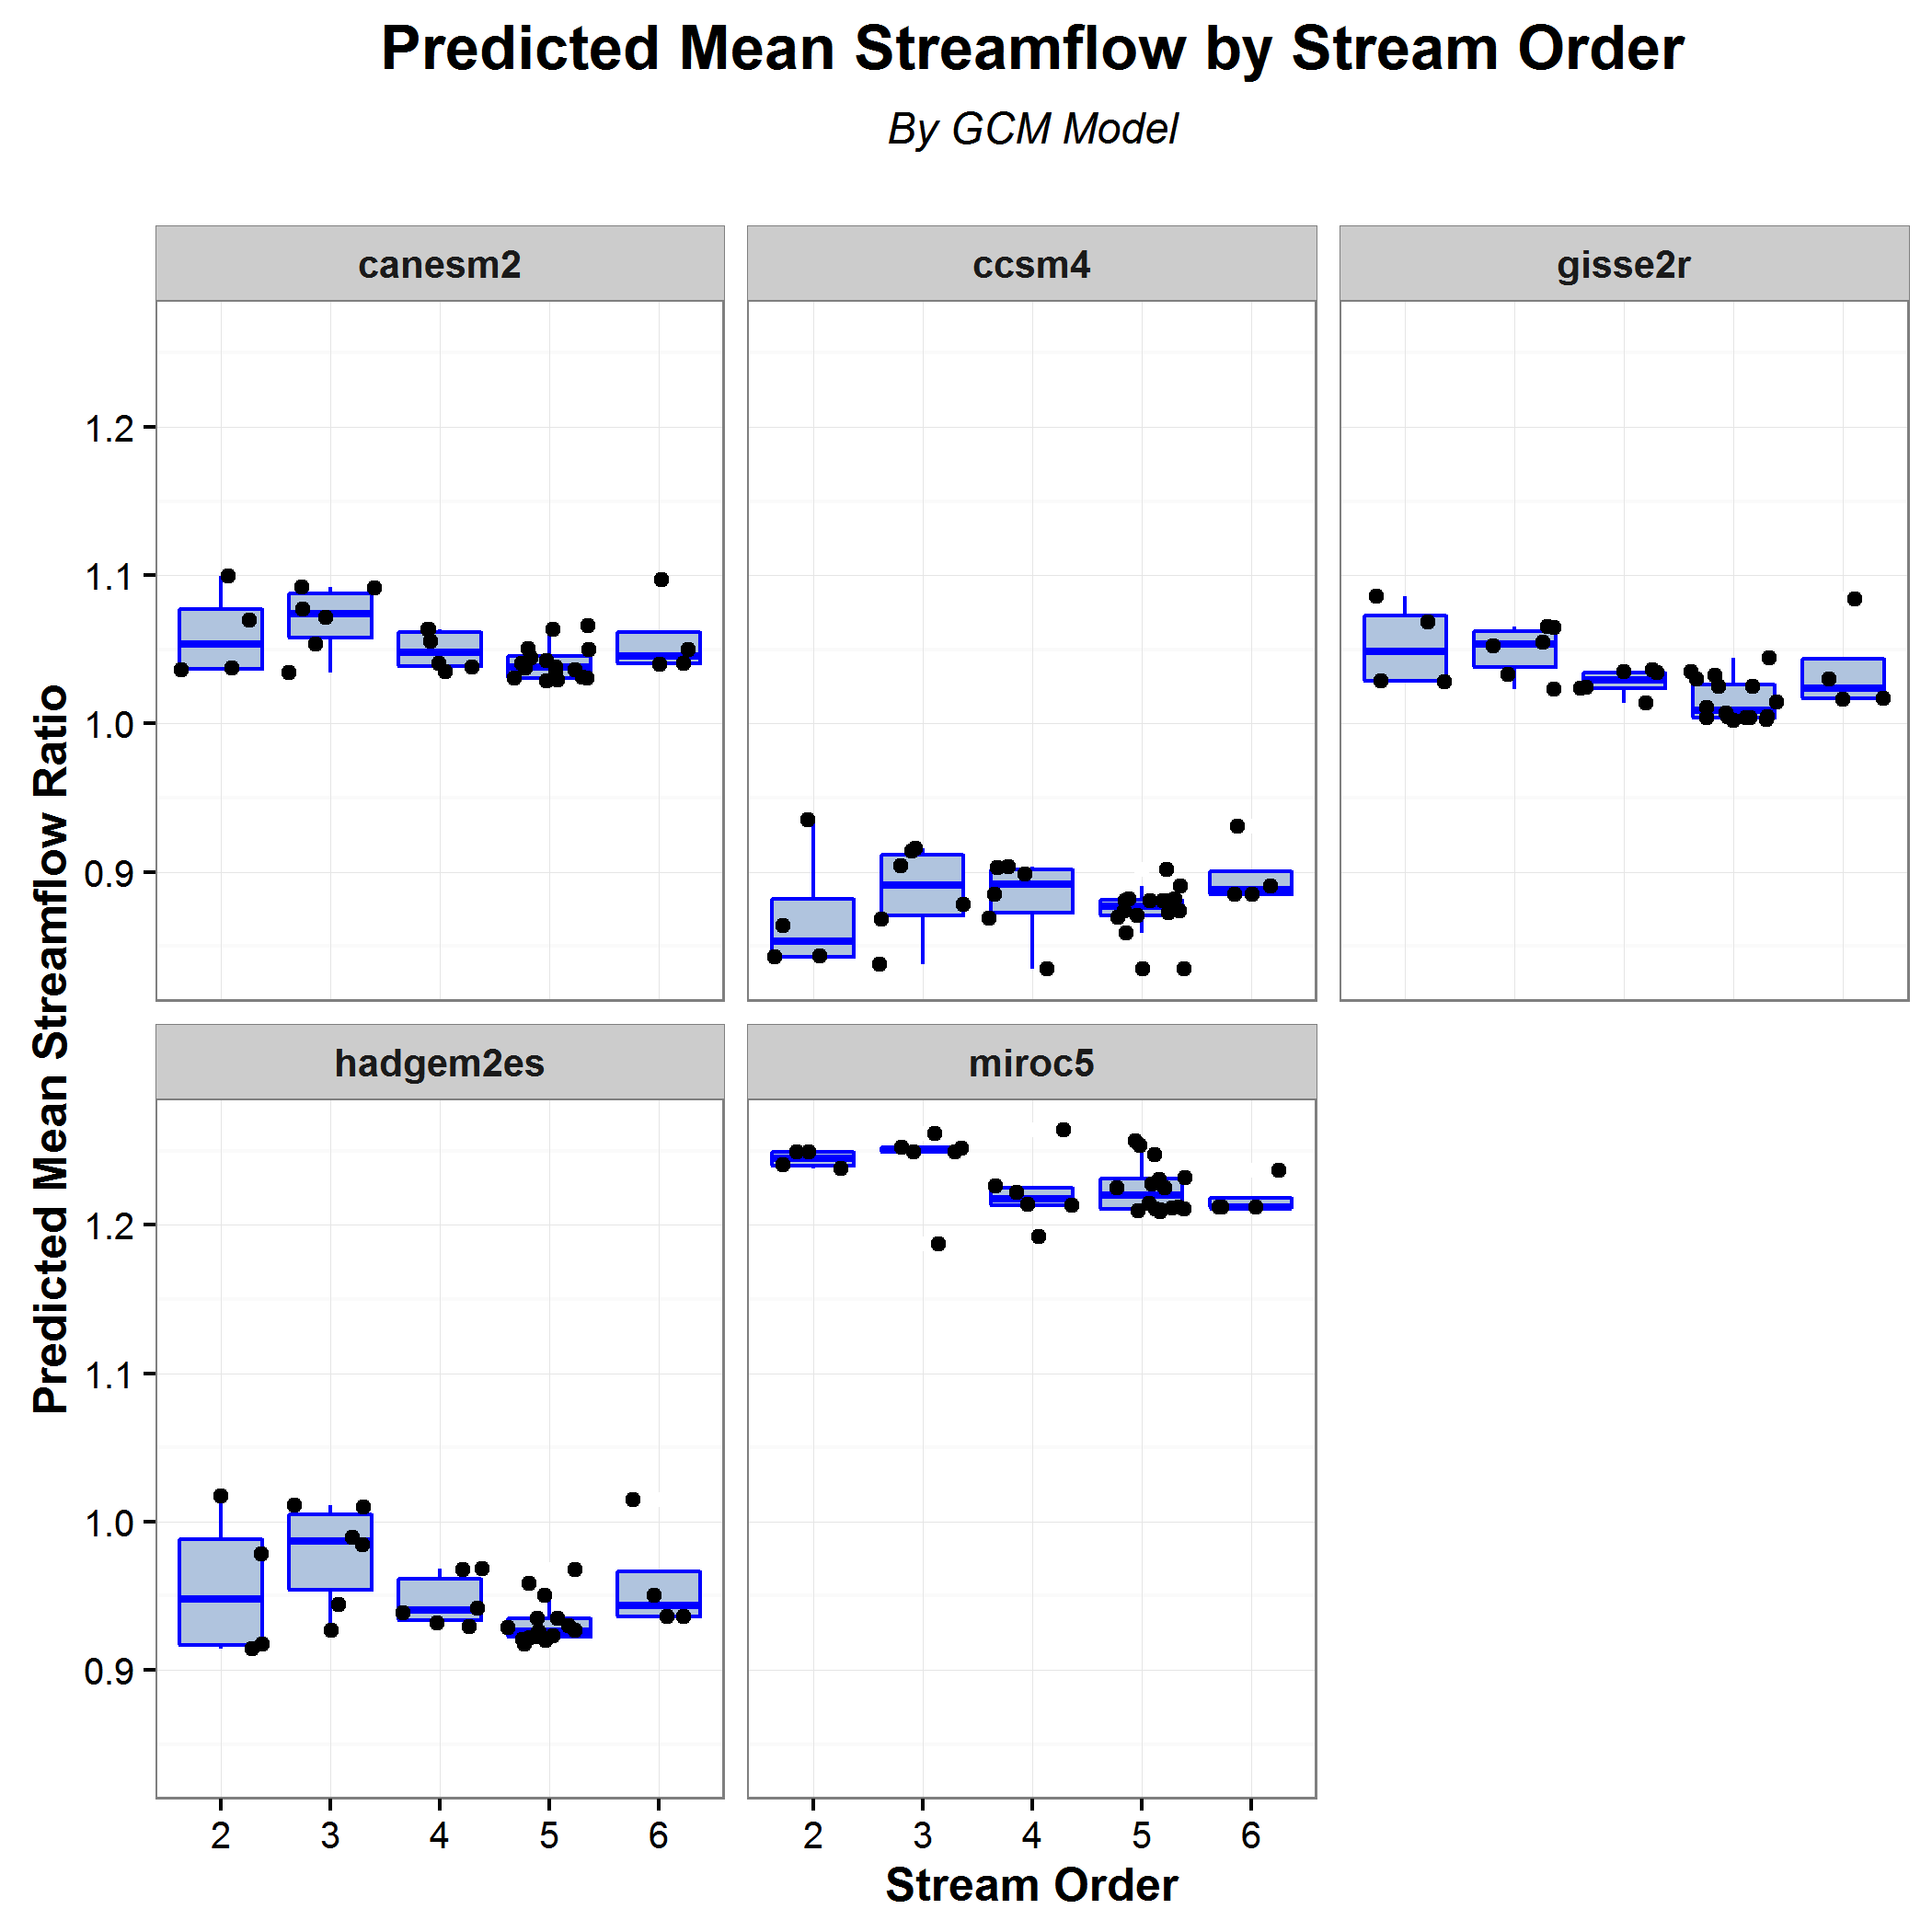 Predicted Mean Streamflow by Stream Order
By GCM Model
canesm2
ccsm4
gisse2r
1.2
1.1
1.0
0.9
Predicted Mean Streamflow Ratio
hadgem2es
miroc5
1.2
1.1
1.0
0.9
2 3 4 5 6
2 3 4 5 6
Stream Order